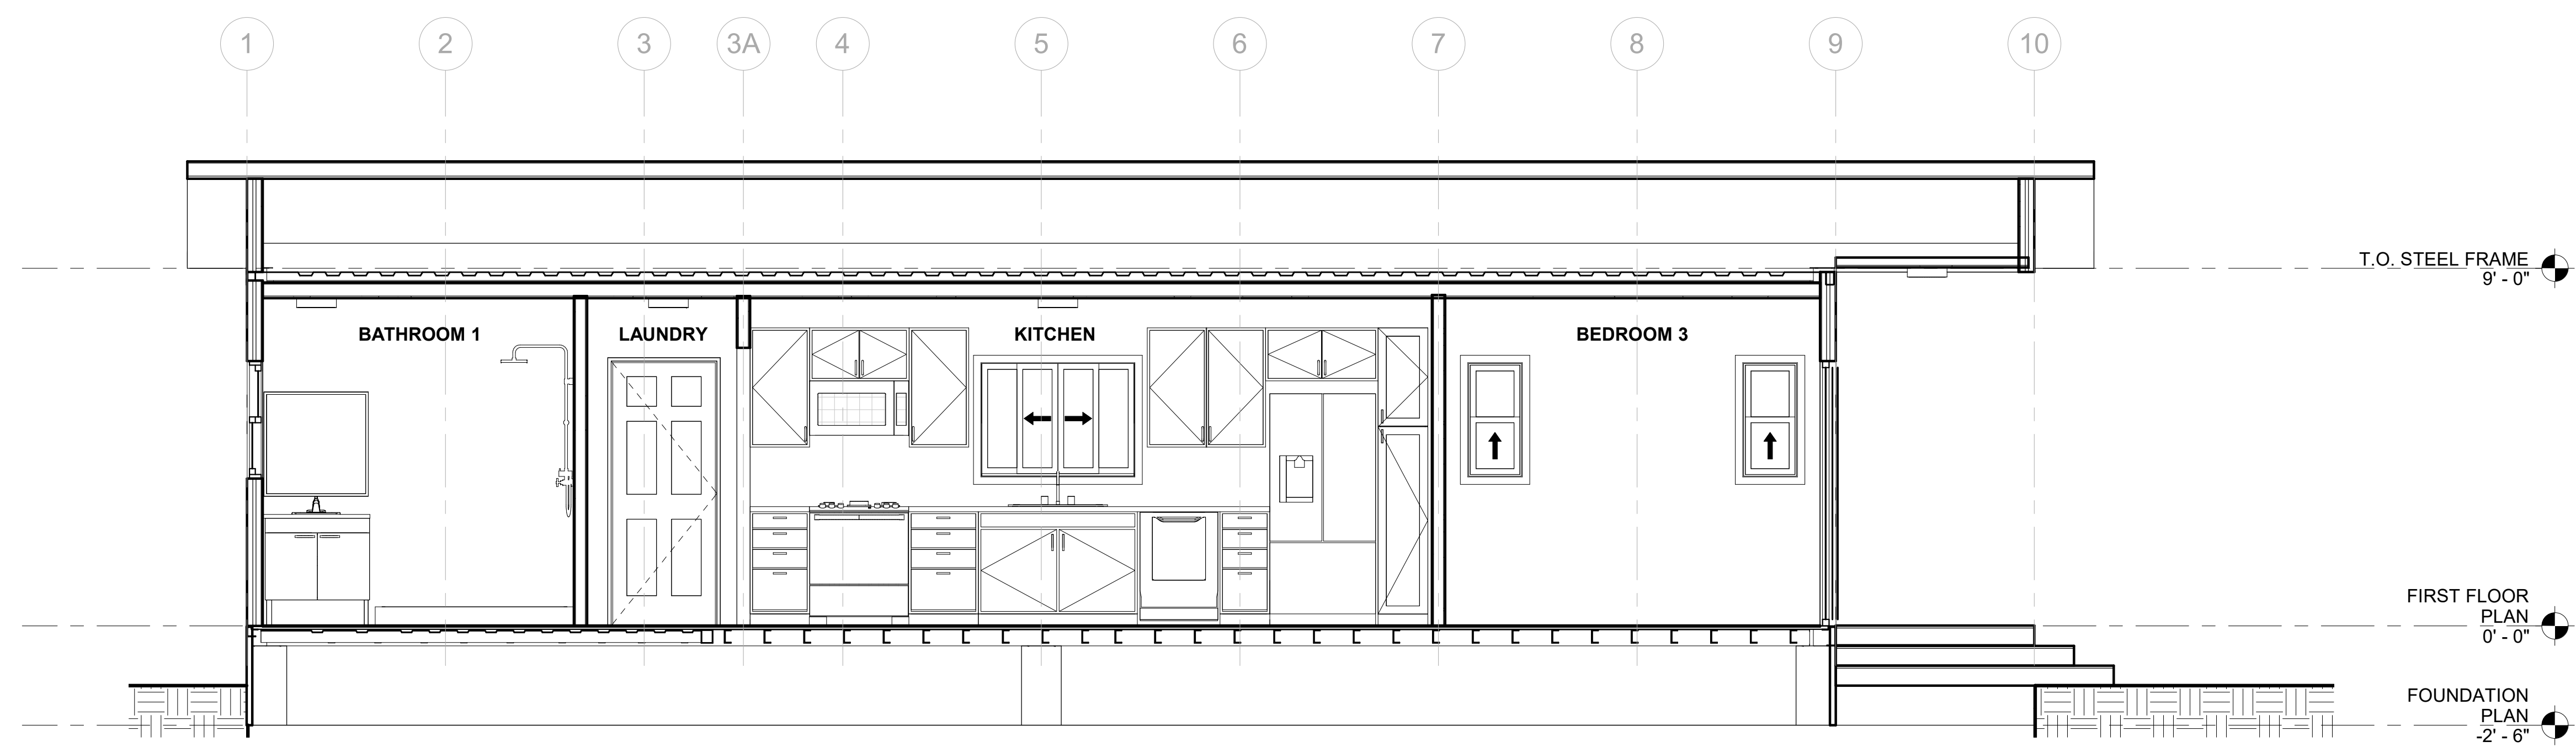 1 2 3 3A 4 5 6 7 8 9 10
T.O. STEEL FRAME
9' - 0"
BATHROOM 1 LAUNDRY KITCHEN BEDROOM 3
FIRST FLOOR
PLAN
0' - 0"
FOUNDATION
PLAN
-2' - 6"